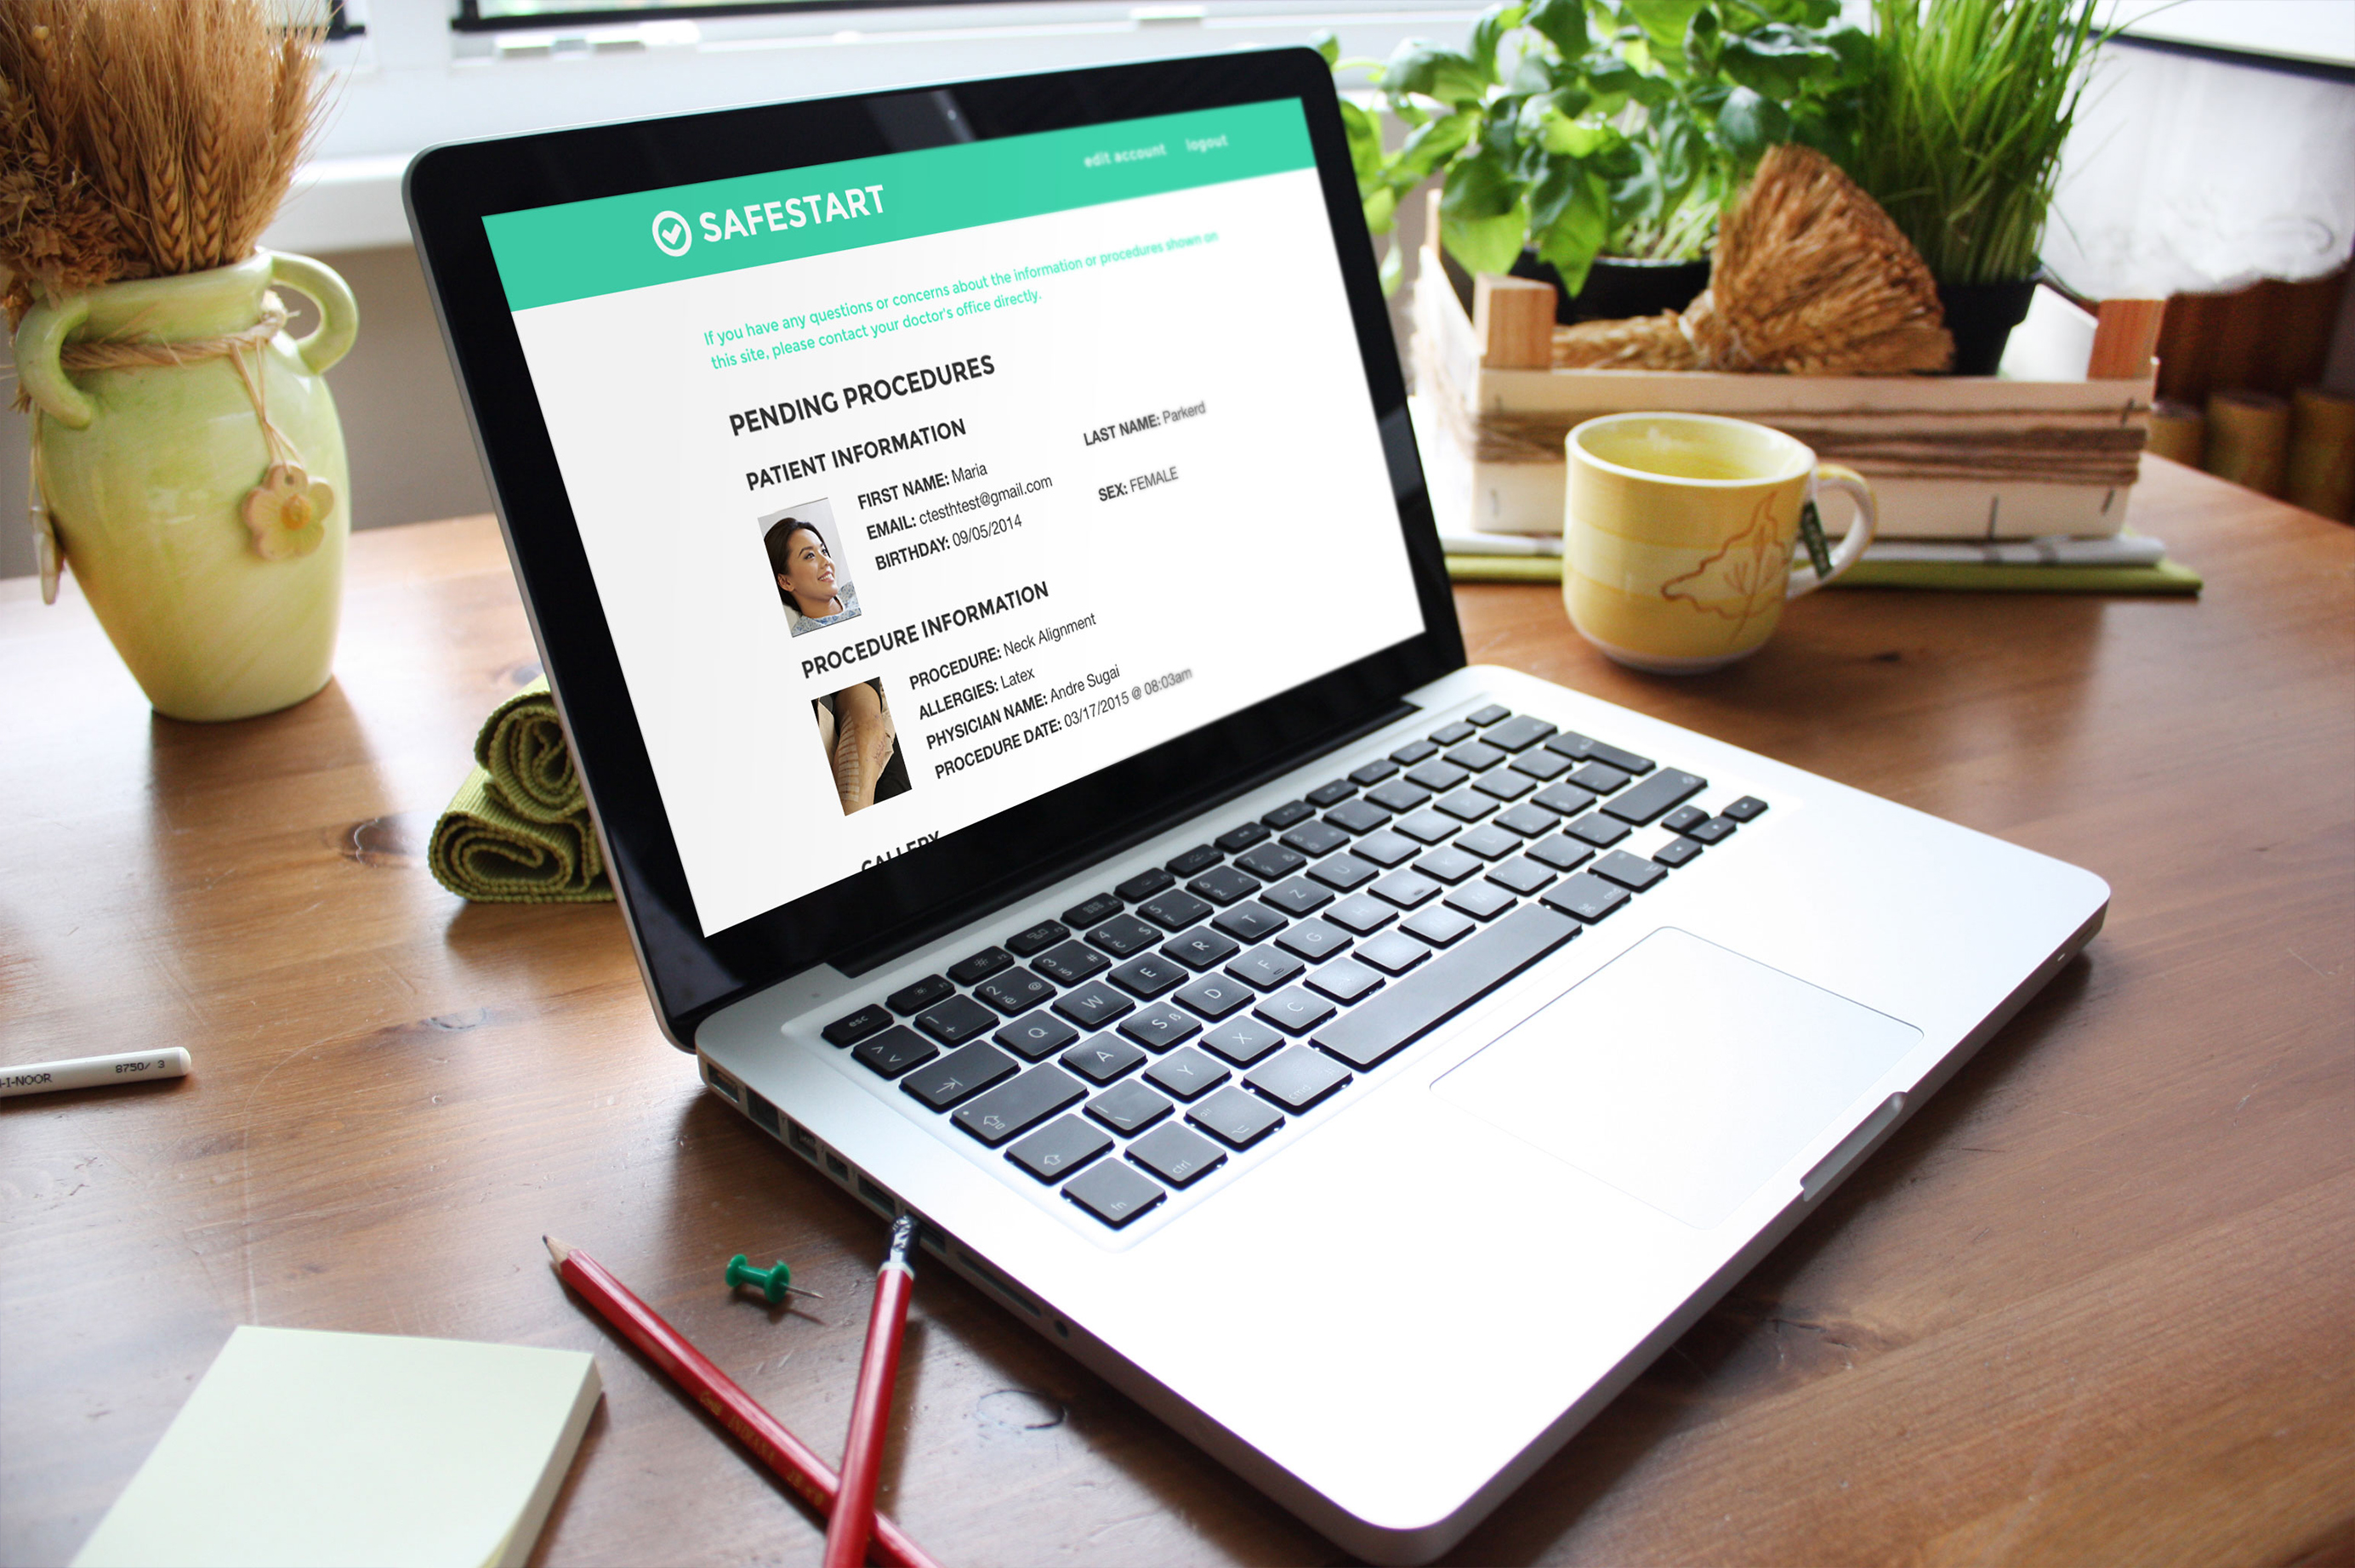 edit account logout
SAFESTART
If you have any questions or concerns about the information or procedures shown on
this site, please contact your doctor's office directly.
PENDING PROCEDURES
PATIENT INFORMATION
FIRST NAME: Maria LAST NAME: Parkerd
EMAIL: ctesthtest@gmail.com SEX: FEMALE
BIRTHDAY: 09/05/2014
PROCEDURE INFORMATION
PROCEDURE: Neck Alignment
ALLERGIES: Latex
PHYSICIAN NAME: Andre Sugai
PROCEDURE DATE: 03/17/2015 @ 08:03am
GALLERY
esc
Q W E R T Z U
A S D F G H
Y X C
fn ctrl
-I-NOOR 8750/ 3